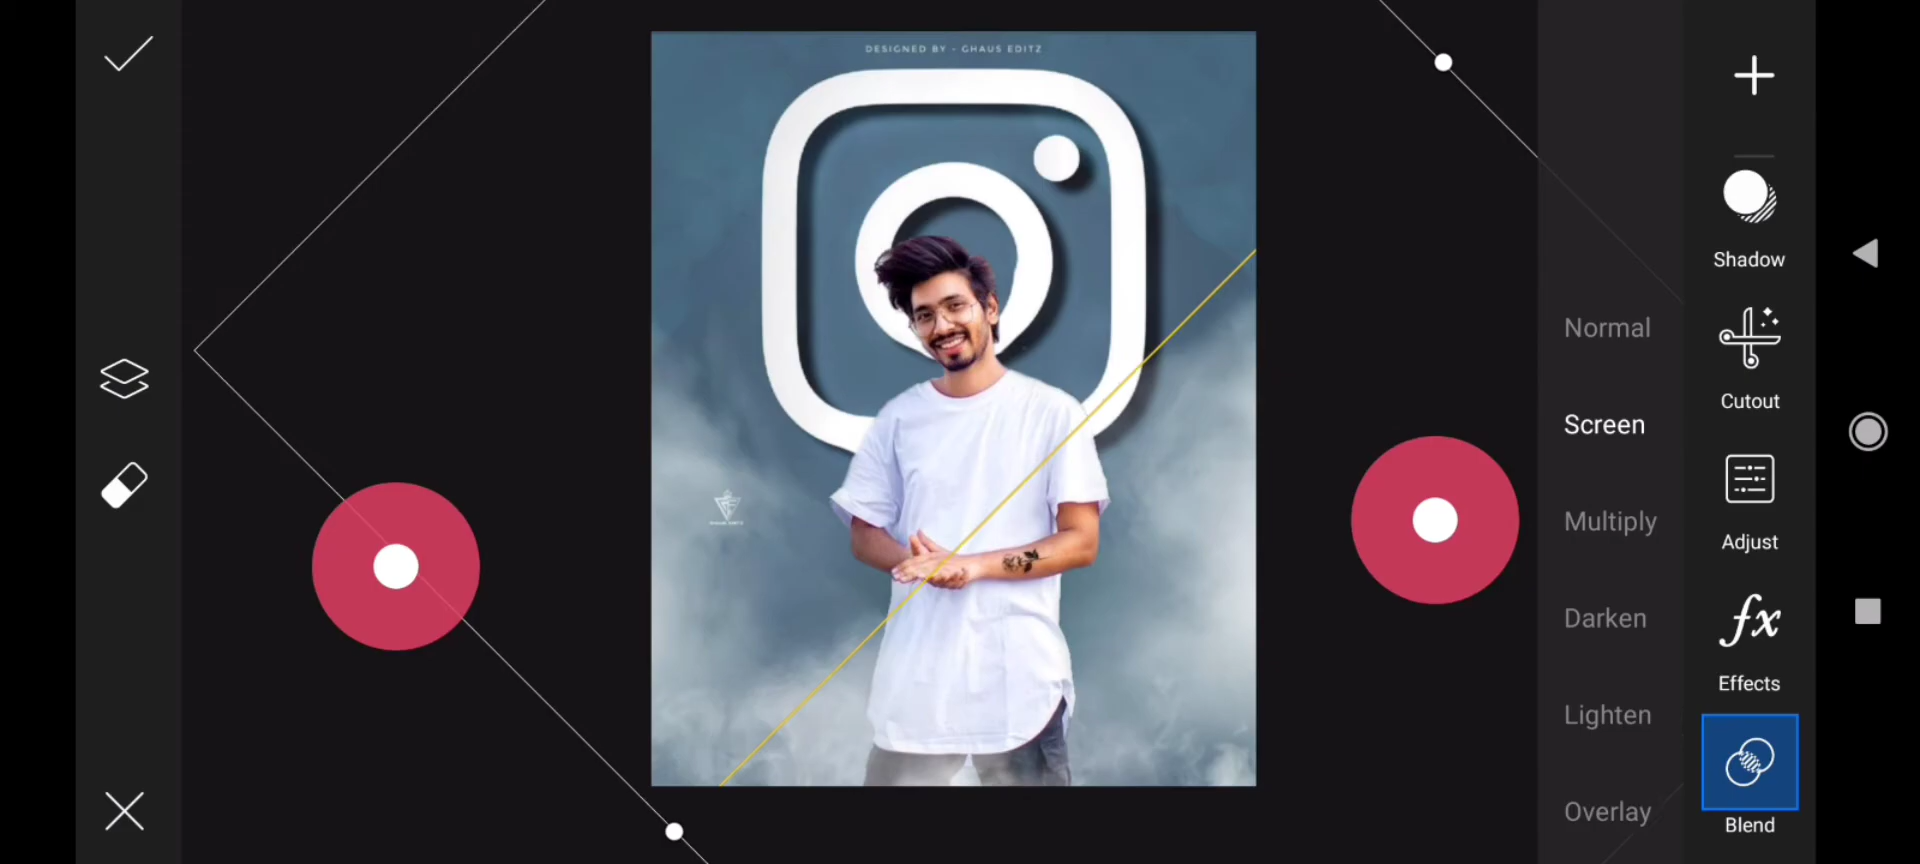 DESIGNED BY - GHAUS EDITZ
Shadow
Normal
Cutout
Screen
Multiply
Adjust
Darken
Effects
Lighten
Overlay
Blend